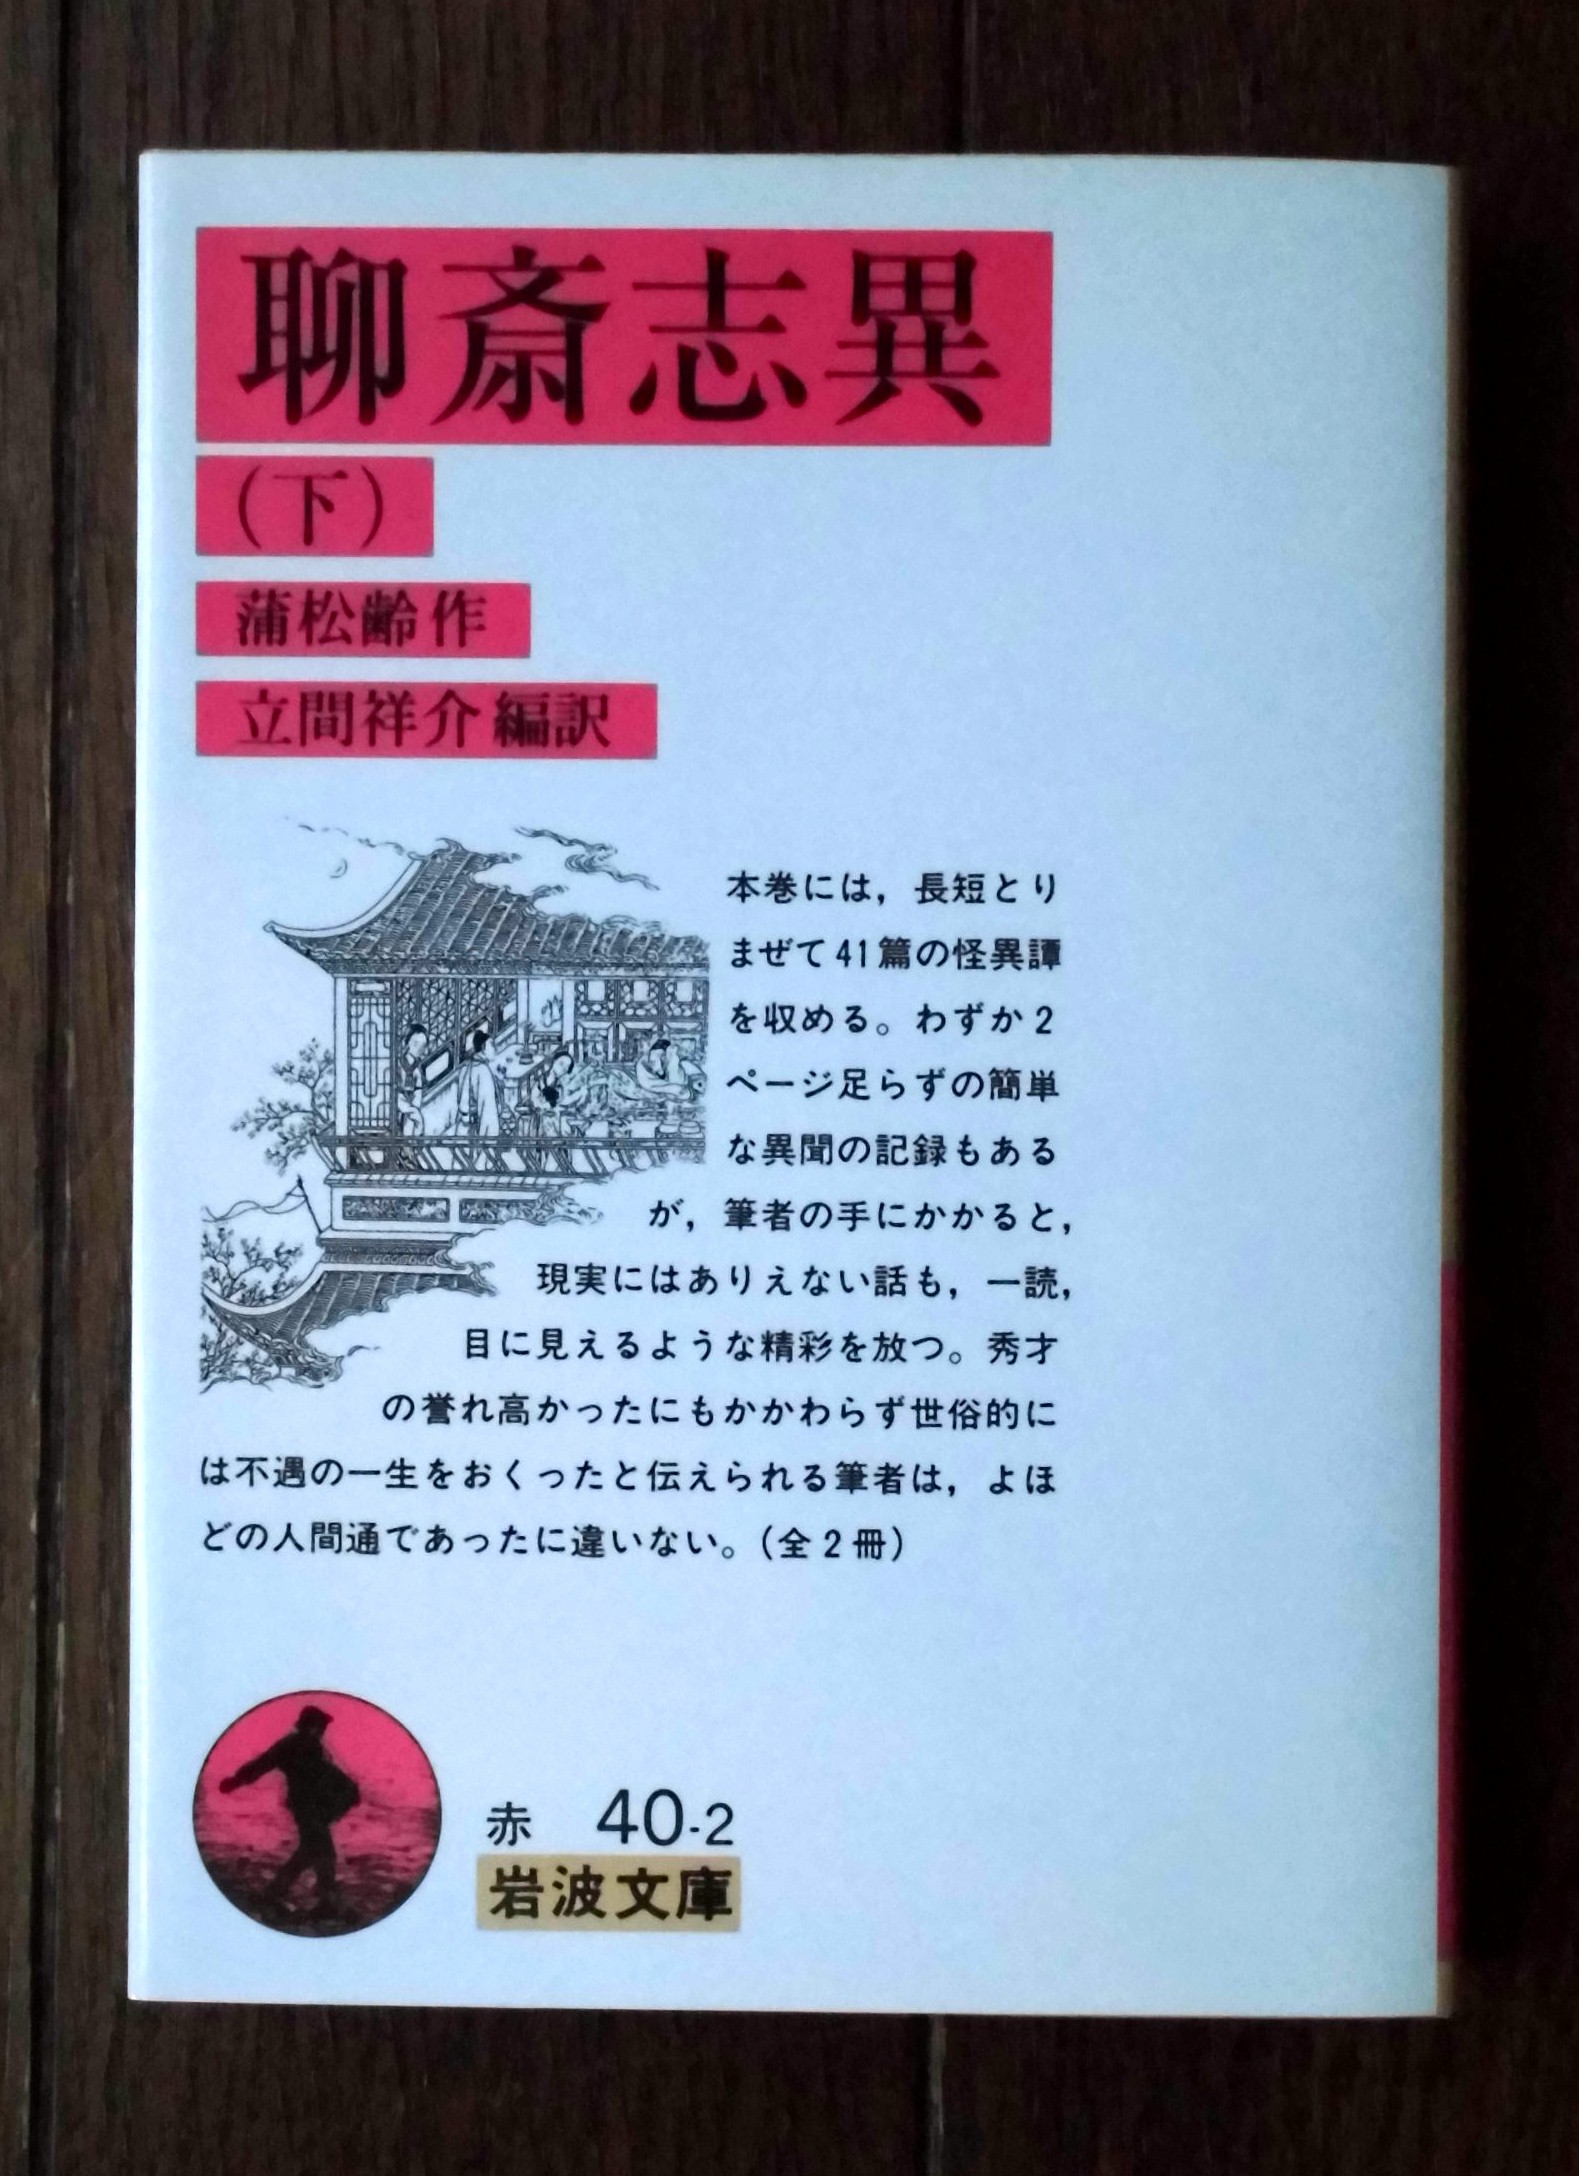 聊斎志異
(下)
蒲松齢作
立間祥介編訳
本巻には，長短とり
まぜて41篇の怪異譚
を収める。わずか2
ページ足らずの簡単
な異聞の記録もある
が，筆者の手にかかると，
現実にはありえない話も，一読，
目に見えるような精彩を放つ。秀才
の誉れ高かったにもかかわらず世俗的に
は不遇の一生をおくったと伝えられる筆者は，よほ
どの人間通であったに違いない。(全2冊)
赤 40-2
岩波文庫